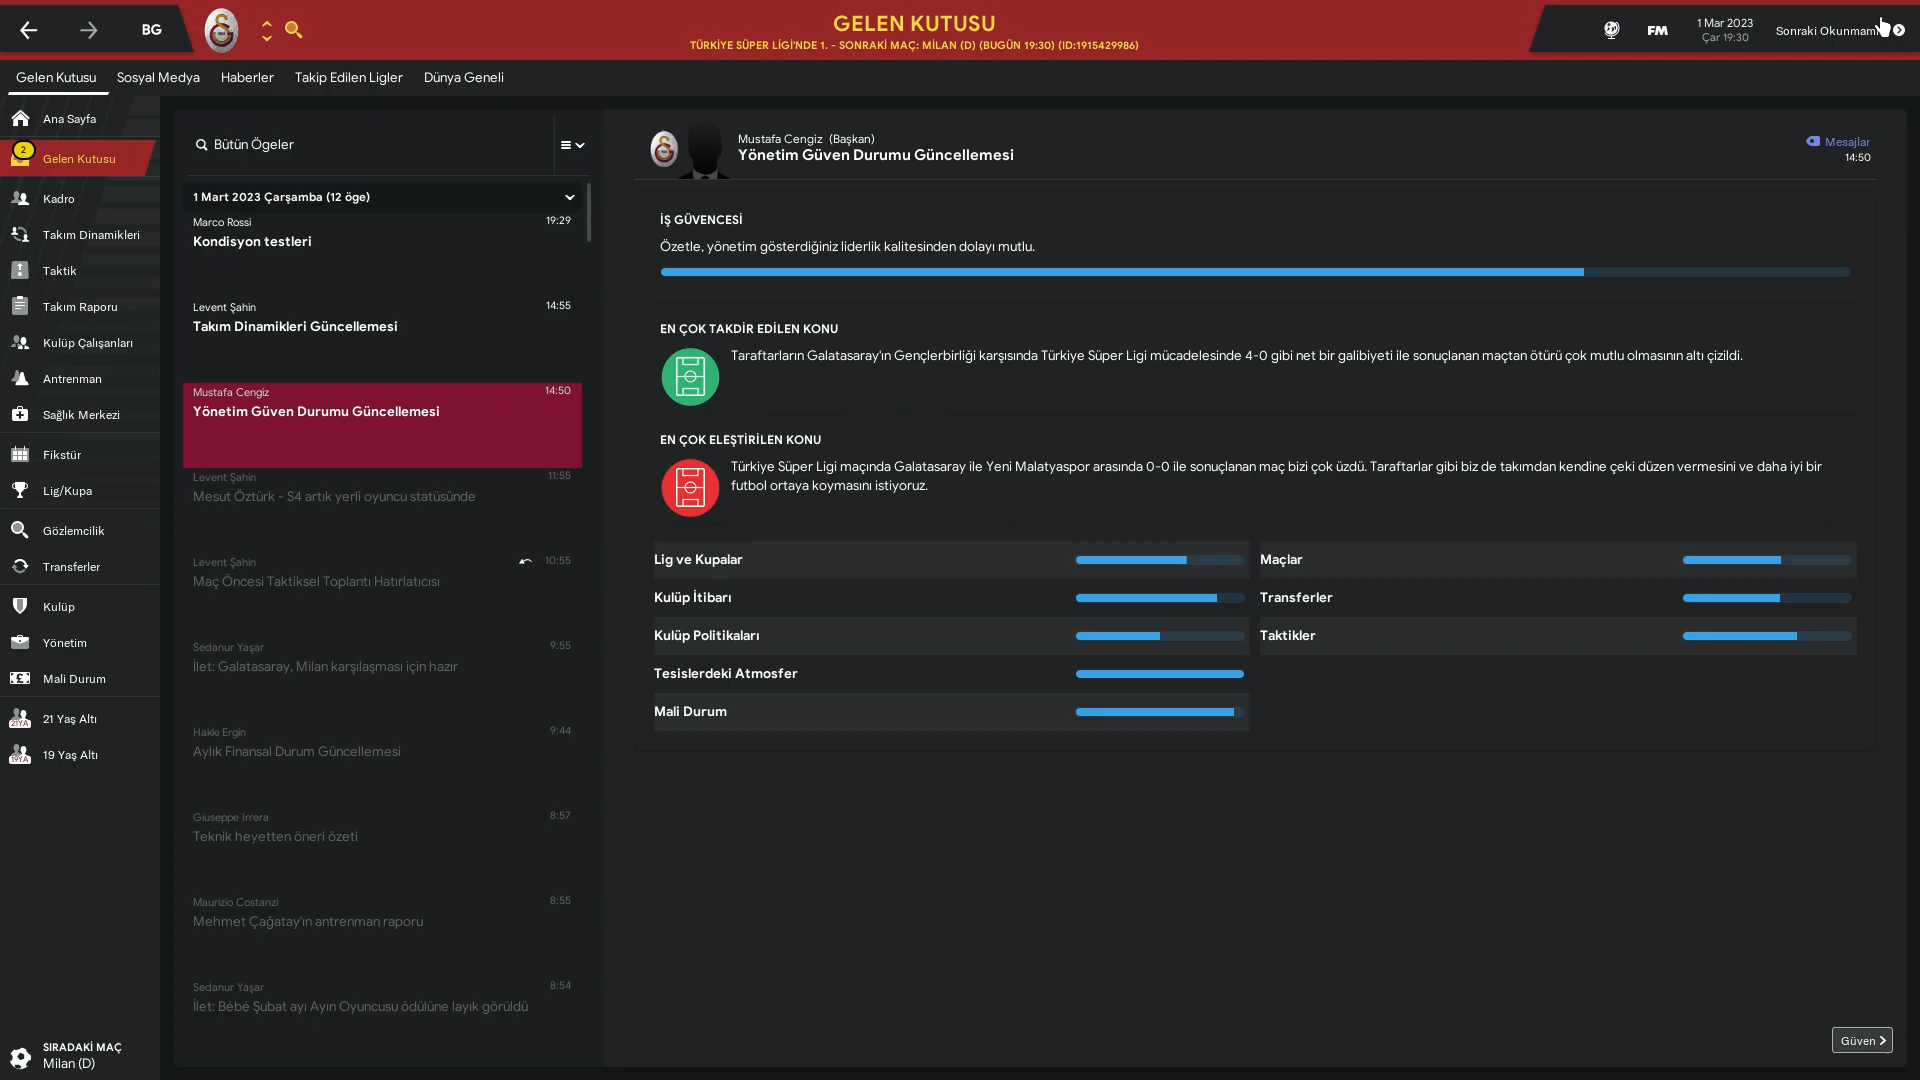 BG
GELEN KUTUSU
TÜRKİYE SÜPER LİGİ'NDE 1. - SONRAKİ MAÇ: MİLAN (D) (BUGÜN 19:30) (ID:1915429986)
FM
1 Mar 2023
Çar 19:30
Sonraki Okunmam
Gelen Kutusu
Sosyal Medya
Haberler
Takip Edilen Ligler
Dünya Geneli
Ana Sayfa
2
Gelen Kutusu
Kadro
Takım Dinamikleri
Taktik
Takım Raporu
Kulüp Çalışanları
Antrenman
Sağlık Merkezi
Fikstür
Lig/Kupa
Gözlemcilik
Transferler
Kulüp
Yönetim
Mali Durum
21YA
21 Yaş Altı
19YA
19 Yaş Altı
SIRADAKİ MAÇ
Milan (D)
Bütün Ögeler
1 Mart 2023 Çarşamba (12 öge)
Marco Rossi 19:29
Kondisyon testleri
Levent Şahin 14:55
Takım Dinamikleri Güncellemesi
Mustafa Cengiz 14:50
Yönetim Güven Durumu Güncellemesi
Levent Şahin 11:55
Mesut Öztürk - S4 artık yerli oyuncu statüsünde
Levent Şahin 10:55
Maç Öncesi Taktiksel Toplantı Hatırlatıcısı
Sedanur Yaşar 9:55
İlet: Galatasaray, Milan karşılaşması için hazır
Hakkı Ergin 9:44
Aylık Finansal Durum Güncellemesi
Giuseppe Irrera 8:57
Teknik heyetten öneri özeti
Maurizio Costanzi 8:55
Mehmet Çağatay'ın antrenman raporu
Sedanur Yaşar 8:54
İlet: Bébé Şubat ayı Ayın Oyuncusu ödülüne layık görüldü
Mustafa Cengiz (Başkan)
Yönetim Güven Durumu Güncellemesi
Mesajlar
14:50
İŞ GÜVENCESİ
Özetle, yönetim gösterdiğiniz liderlik kalitesinden dolayı mutlu.
EN ÇOK TAKDİR EDİLEN KONU
Taraftarların Galatasaray'ın Gençlerbirliği karşısında Türkiye Süper Ligi mücadelesinde 4-0 gibi net bir galibiyeti ile sonuçlanan maçtan ötürü çok mutlu olmasının altı çizildi.
EN ÇOK ELEŞTİRİLEN KONU
Türkiye Süper Ligi maçında Galatasaray ile Yeni Malatyaspor arasında 0-0 ile sonuçlanan maç bizi çok üzdü. Taraftarlar gibi biz de takımdan kendine çeki düzen vermesini ve daha iyi bir
futbol ortaya koymasını istiyoruz.
Lig ve Kupalar
Maçlar
Kulüp İtibarı
Transferler
Kulüp Politikaları
Taktikler
Tesislerdeki Atmosfer
Mali Durum
Güven